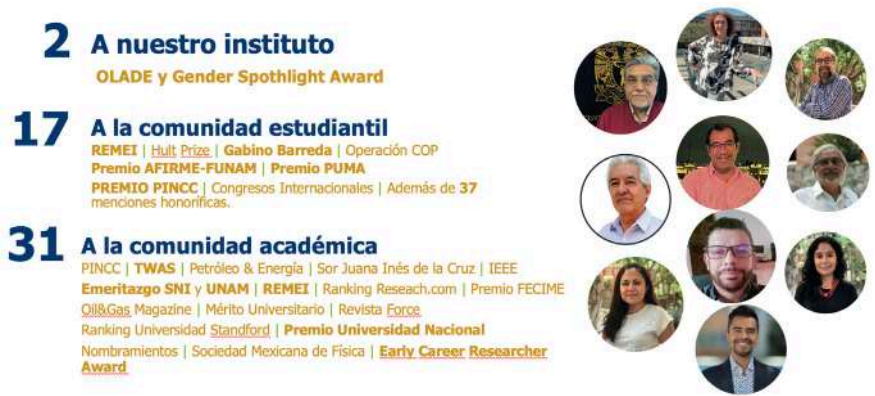 2 A nuestro instituto
OLADE y Gender Spothlight Award
17 A la comunidad estudiantil
REMEI | Hult Prize | Gabino Barreda | Operación COP
Premio AFIRME-FUNAM | Premio PUMA
PREMIO PINCC | Congresos Internacionales | Además de 37
menciones honoríficas.
31 A la comunidad académica
PINCC | TWAS | Petróleo & Energía | Sor Juana Inés de la Cruz | IEEE
Emeritazgo SNI y UNAM | REMEI | Ranking Reseach.com | Premio FECIME
Oil&Gas Magazine | Mérito Universitario | Revista Force
Ranking Universidad Standford | Premio Universidad Nacional
Nombramientos | Sociedad Mexicana de Física | Early Career Researcher
Award